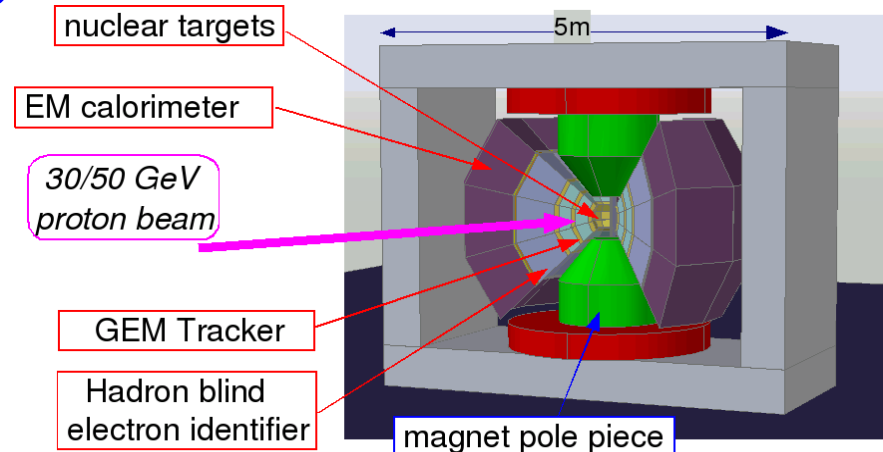 nuclear targets
5m
EM calorimeter
30/50 GeV
proton beam
GEM Tracker
Hadron blind
electron identifier
magnet pole piece